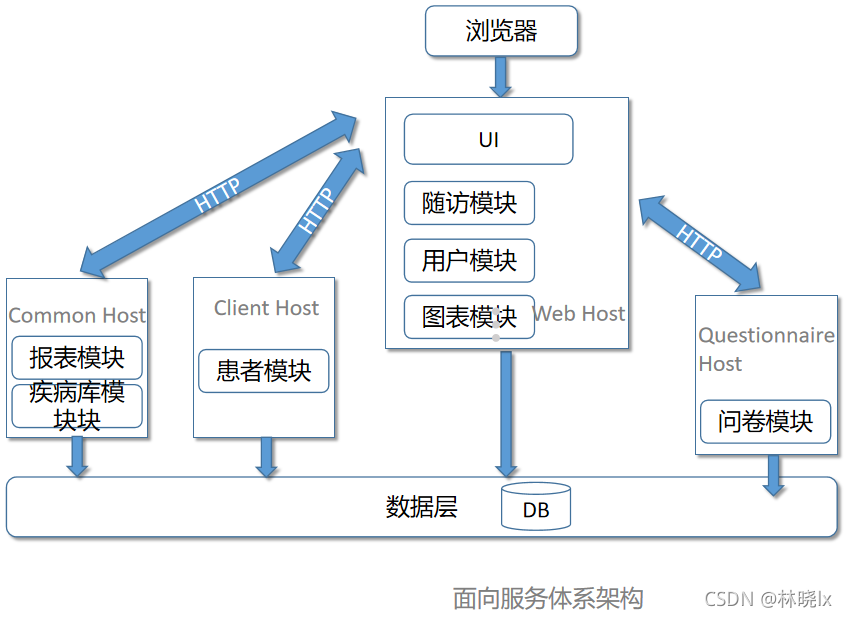 浏览器
UI
随访模块
用户模块
图表模块
Web Host
HTTP
HTTP
HTTP
Common Host
报表模块
疾病库模
块块
Client Host
患者模块
Questionnaire
Host
问卷模块
数据层
DB
面向服务体系架构
CSDN @林晓lx